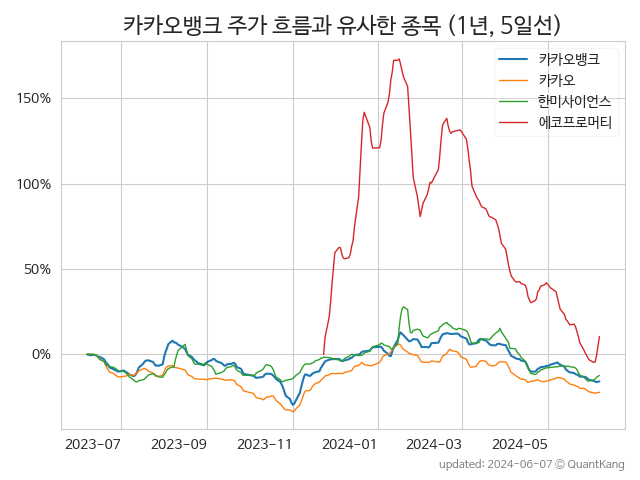 카카오뱅크 주가 흐름과 유사한 종목 (1년, 5일선)
카카오뱅크
카카오
한미사이언스
에코프로머티
150%
100%
50%
0%
2023-07
2023-09
2023-11
2024-01
2024-03
2024-05
updated: 2024-06-07 © QuantKang